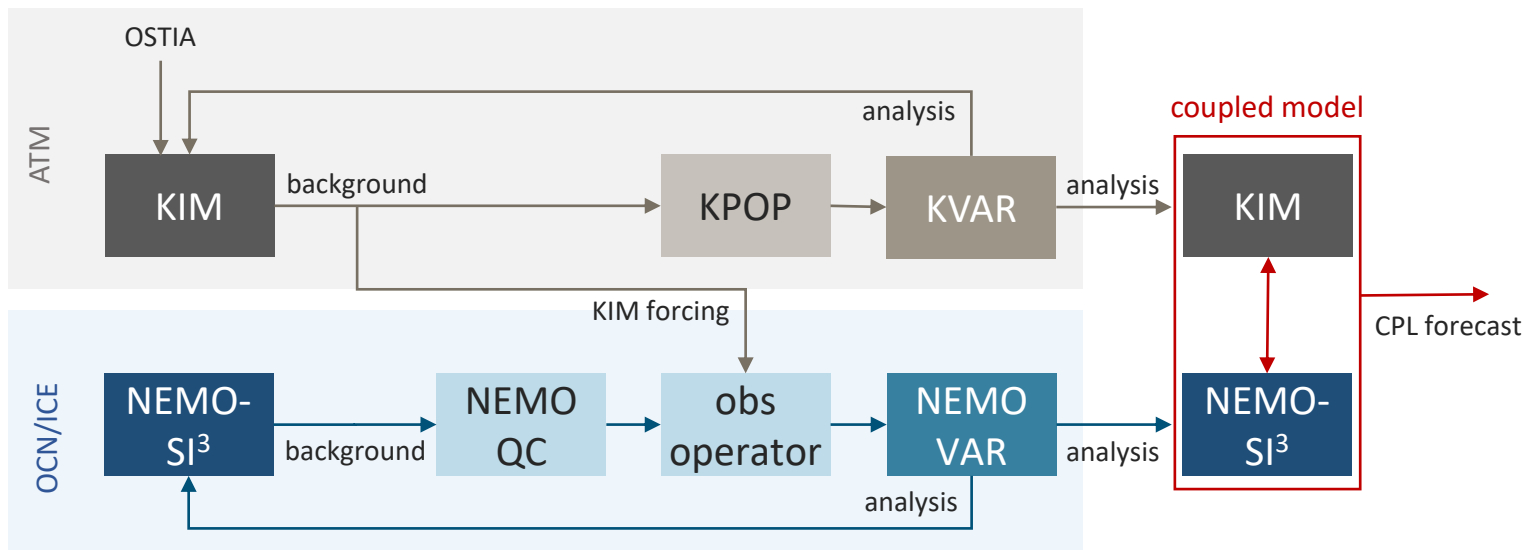 OSTIA
analysis
coupled model
ATM
KIM
background
KPOP
KVAR
analysis
KIM
KIM forcing
CPL forecast
OCN/ICE
NEMO-
SI³
background
NEMO
QC
obs
operator
NEMO
VAR
analysis
NEMO-
SI³
analysis